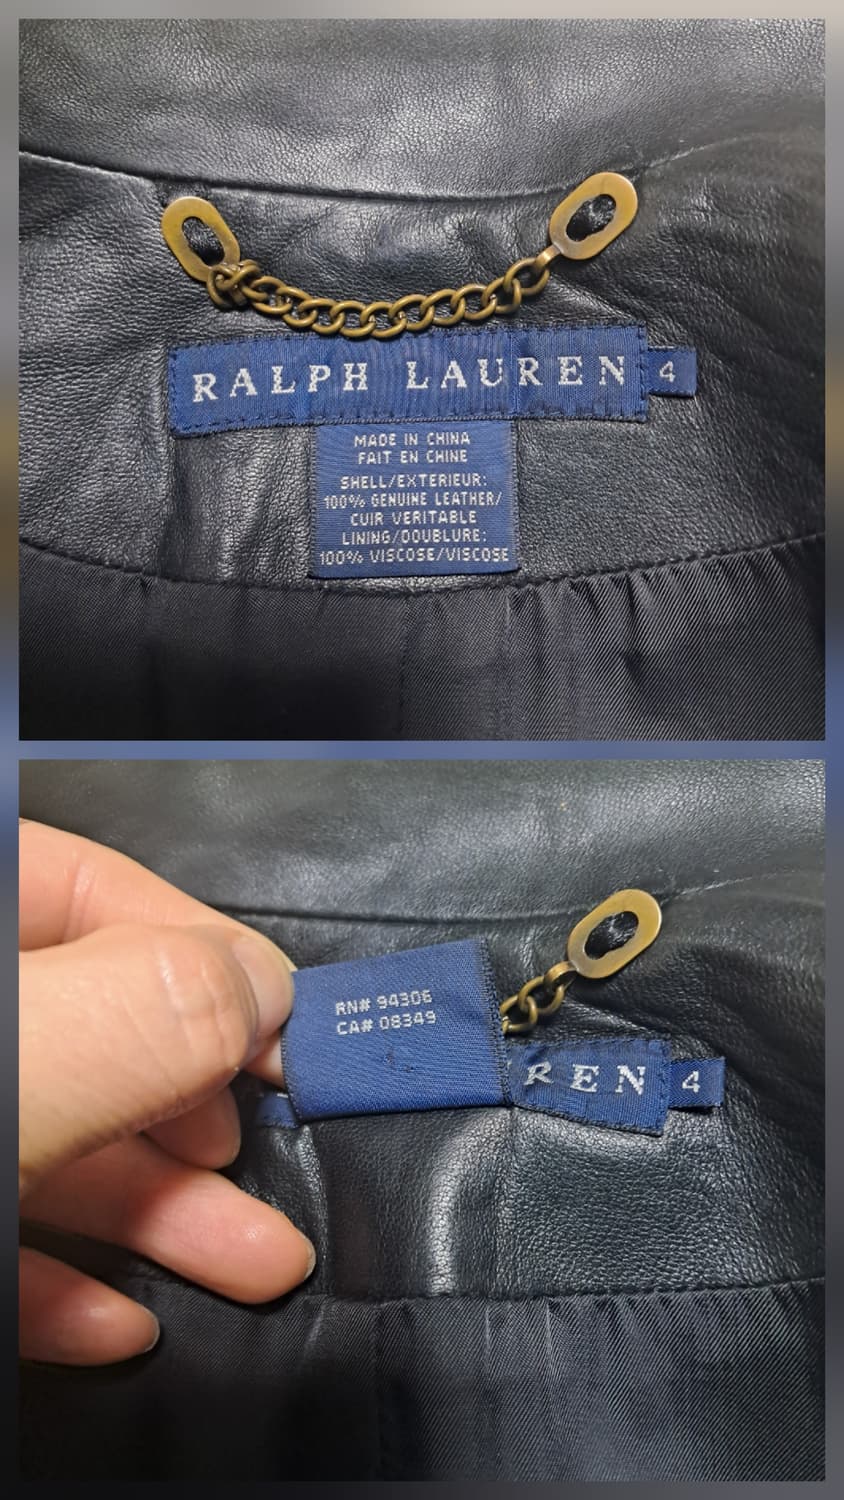 RALPH LAUREN 4
MADE IN CHINA
FAIT EN CHINE
SHELL/EXTERIEUR:
100% GENUINE LEATHER/
CUIR VERITABLE
LINING/DOUBLURE:
100% VISCOSE/VISCOSE
RN# 94306
CA# 08349
REN 4